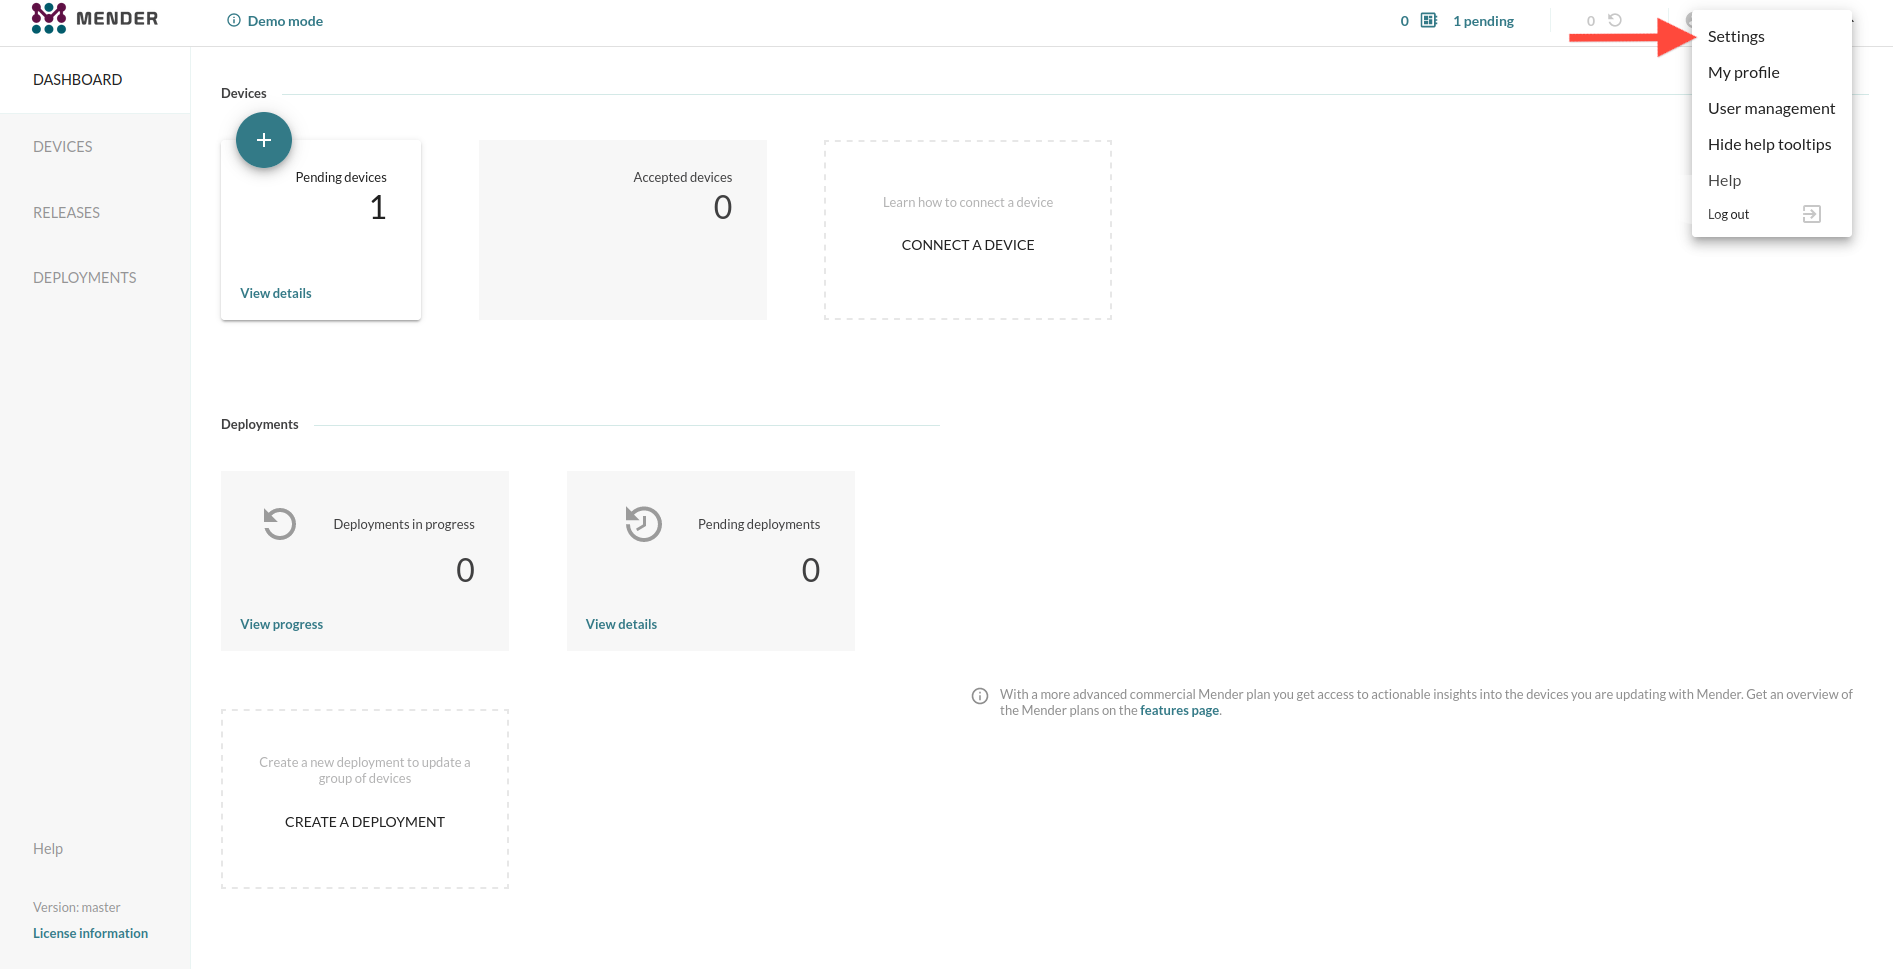 MENDER
Demo mode
0 1 pending
0
Settings
My profile
User management
Hide help tooltips
Help
Log out
DASHBOARD
DEVICES
RELEASES
DEPLOYMENTS
Devices
Pending devices
1
View details
Accepted devices
0
Learn how to connect a device
CONNECT A DEVICE
Deployments
Deployments in progress
0
View progress
Pending deployments
0
View details
With a more advanced commercial Mender plan you get access to actionable insights into the devices you are updating with Mender. Get an overview of
the Mender plans on the features page.
Create a new deployment to update a
group of devices
CREATE A DEPLOYMENT
Help
Version: master
License information